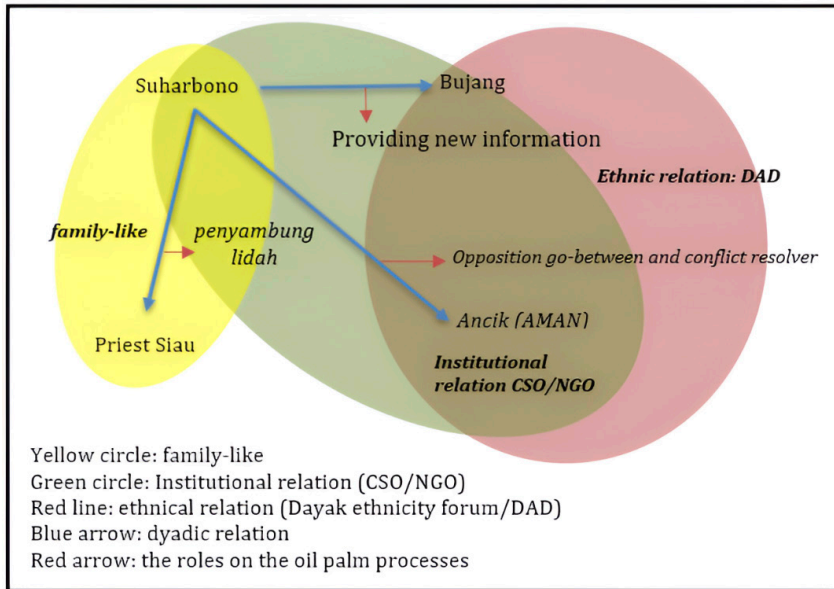 Suharbono
Bujang
Providing new information
Ethnic relation: DAD
family-like
penyambung
lidah
Opposition go-between and conflict resolver
Ancik (AMAN)
Priest Siau
Institutional
relation CSO/NGO
Yellow circle: family-like
Green circle: Institutional relation (CSO/NGO)
Red line: ethnical relation (Dayak ethnicity forum/DAD)
Blue arrow: dyadic relation
Red arrow: the roles on the oil palm processes